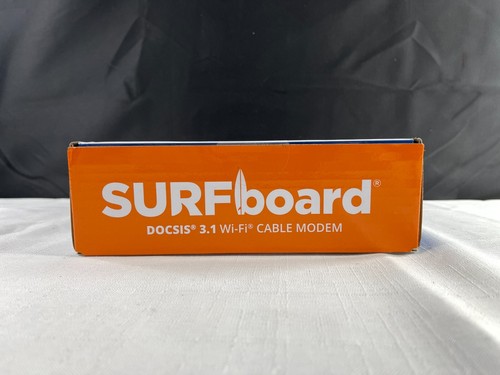 SURFboard®
DOCSIS® 3.1 Wi-Fi® CABLE MODEM